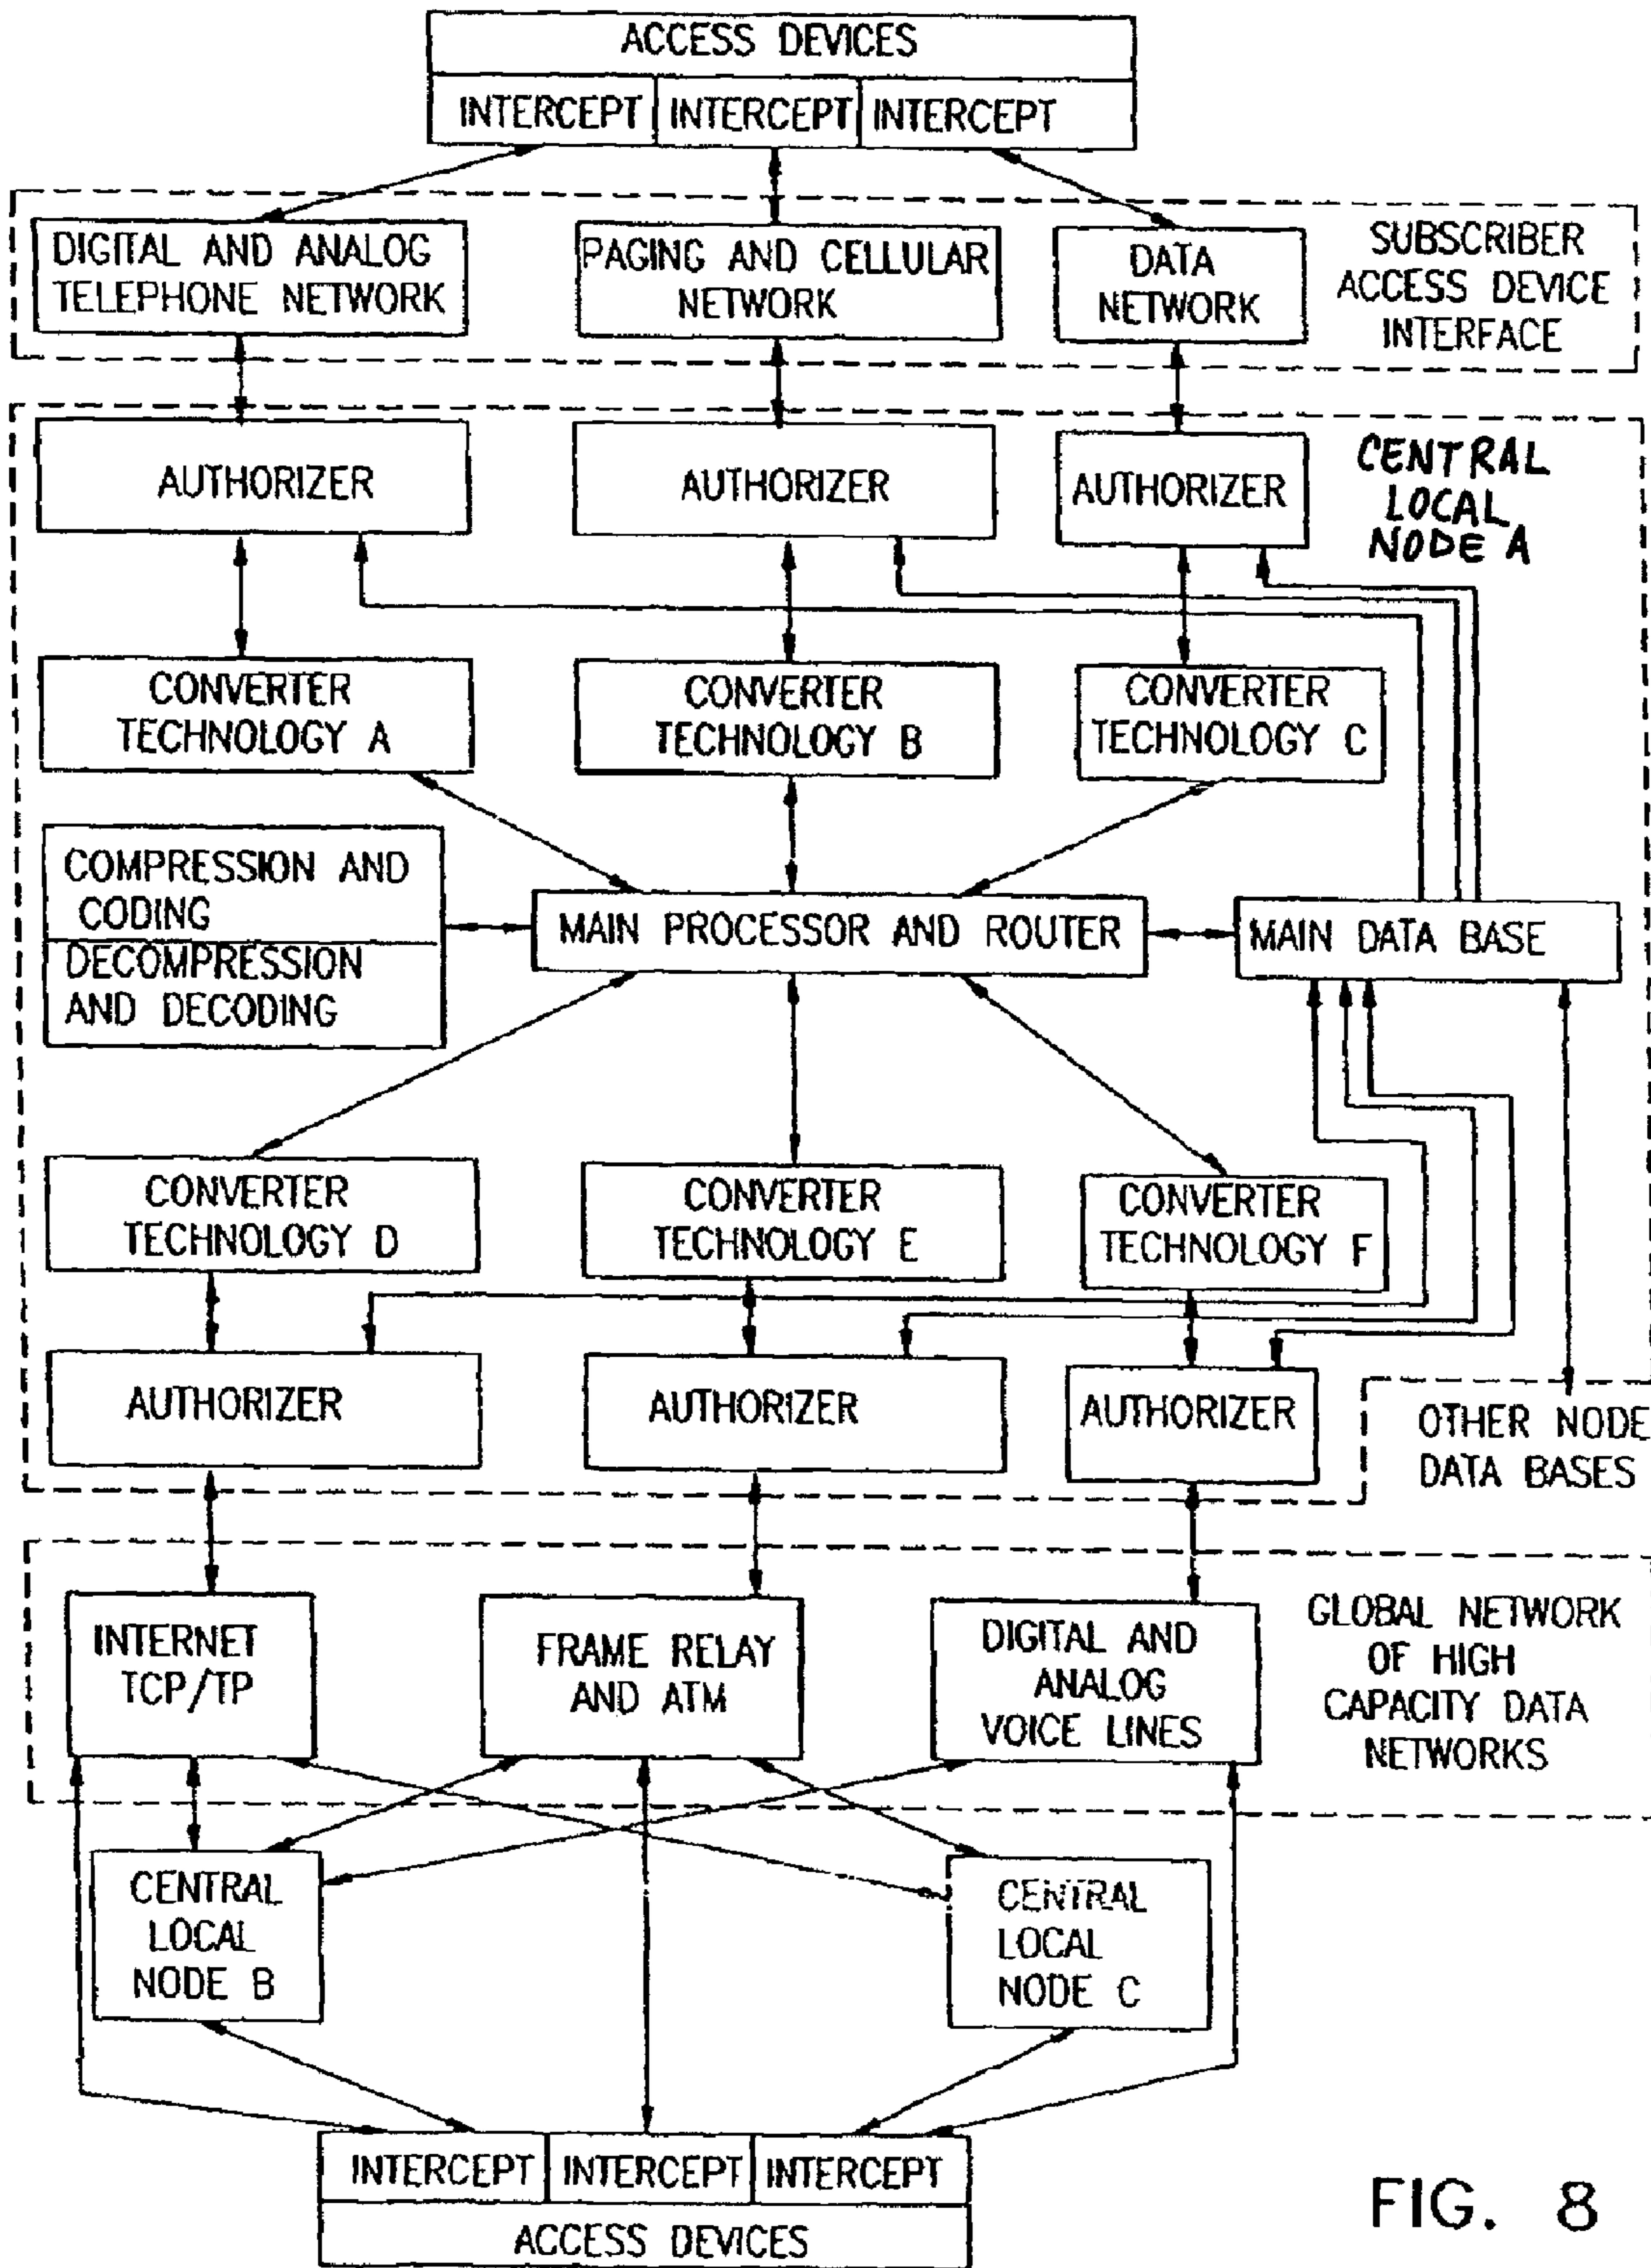 ACCESS DEVICES
INTERCEPT INTERCEPT INTERCEPT
DIGITAL AND ANALOG
TELEPHONE NETWORK
PAGING AND CELLULAR
NETWORK
DATA
NETWORK
SUBSCRIBER
ACCESS DEVICE
INTERFACE
AUTHORIZER
AUTHORIZER
AUTHORIZER
CENTRAL
LOCAL
NODE A
CONVERTER
TECHNOLOGY A
CONVERTER
TECHNOLOGY B
CONVERTER
TECHNOLOGY C
COMPRESSION AND
CODING
DECOMPRESSION
AND DECODING
MAIN PROCESSOR AND ROUTER
MAIN DATA BASE
CONVERTER
TECHNOLOGY D
CONVERTER
TECHNOLOGY E
CONVERTER
TECHNOLOGY F
AUTHORIZER
AUTHORIZER
AUTHORIZER
OTHER NODE
DATA BASES
INTERNET
TCP/TP
FRAME RELAY
AND ATM
DIGITAL AND
ANALOG
VOICE LINES
GLOBAL NETWORK
OF HIGH
CAPACITY DATA
NETWORKS
CENTRAL
LOCAL
NODE B
CENTRAL
LOCAL
NODE C
INTERCEPT INTERCEPT INTERCEPT
ACCESS DEVICES
FIG. 8